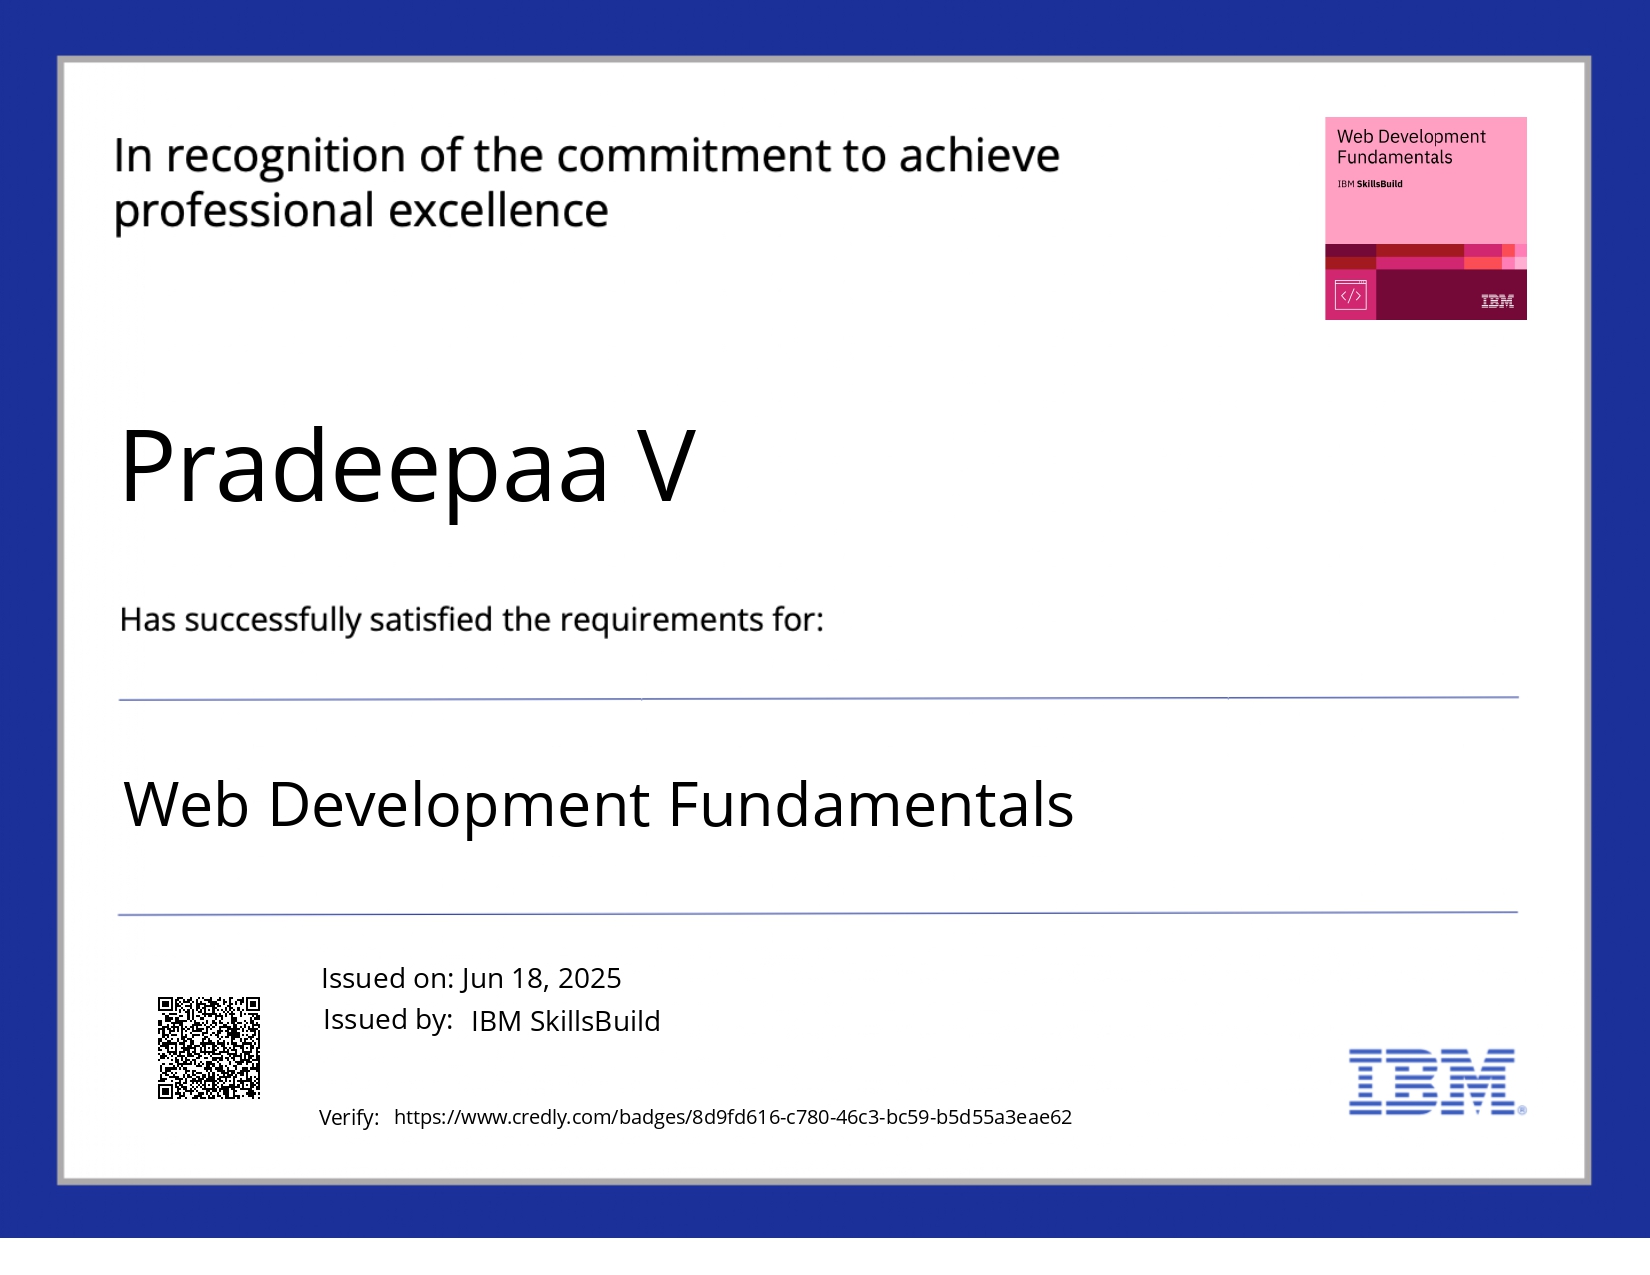 In recognition of the commitment to achieve
professional excellence
Web Development
Fundamentals
IBM SkillsBuild
</>
IBM
Pradeepaa V
Has successfully satisfied the requirements for:
Web Development Fundamentals
Issued on: Jun 18, 2025
Issued by: IBM SkillsBuild
Verify: https://www.credly.com/badges/8d9fd616-c780-46c3-bc59-b5d55a3eae62
IBM®